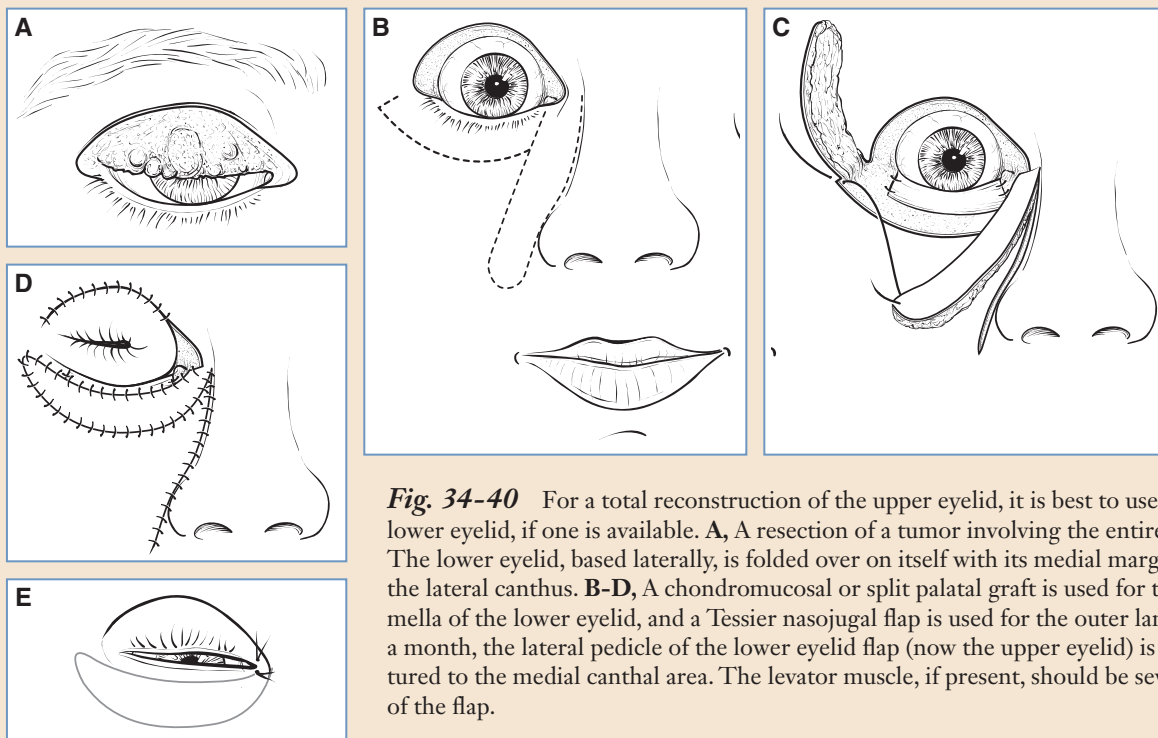 A
B
C
D
E
Fig. 34-40 For a total reconstruction of the upper eyelid, it is best to use
lower eyelid, if one is available. A, A resection of a tumor involving the entire
The lower eyelid, based laterally, is folded over on itself with its medial marg
the lateral canthus. B-D, A chondromucosal or split palatal graft is used for t
mella of the lower eyelid, and a Tessier nasojugal flap is used for the outer lan
a month, the lateral pedicle of the lower eyelid flap (now the upper eyelid) is
tured to the medial canthal area. The levator muscle, if present, should be sev
of the flap.